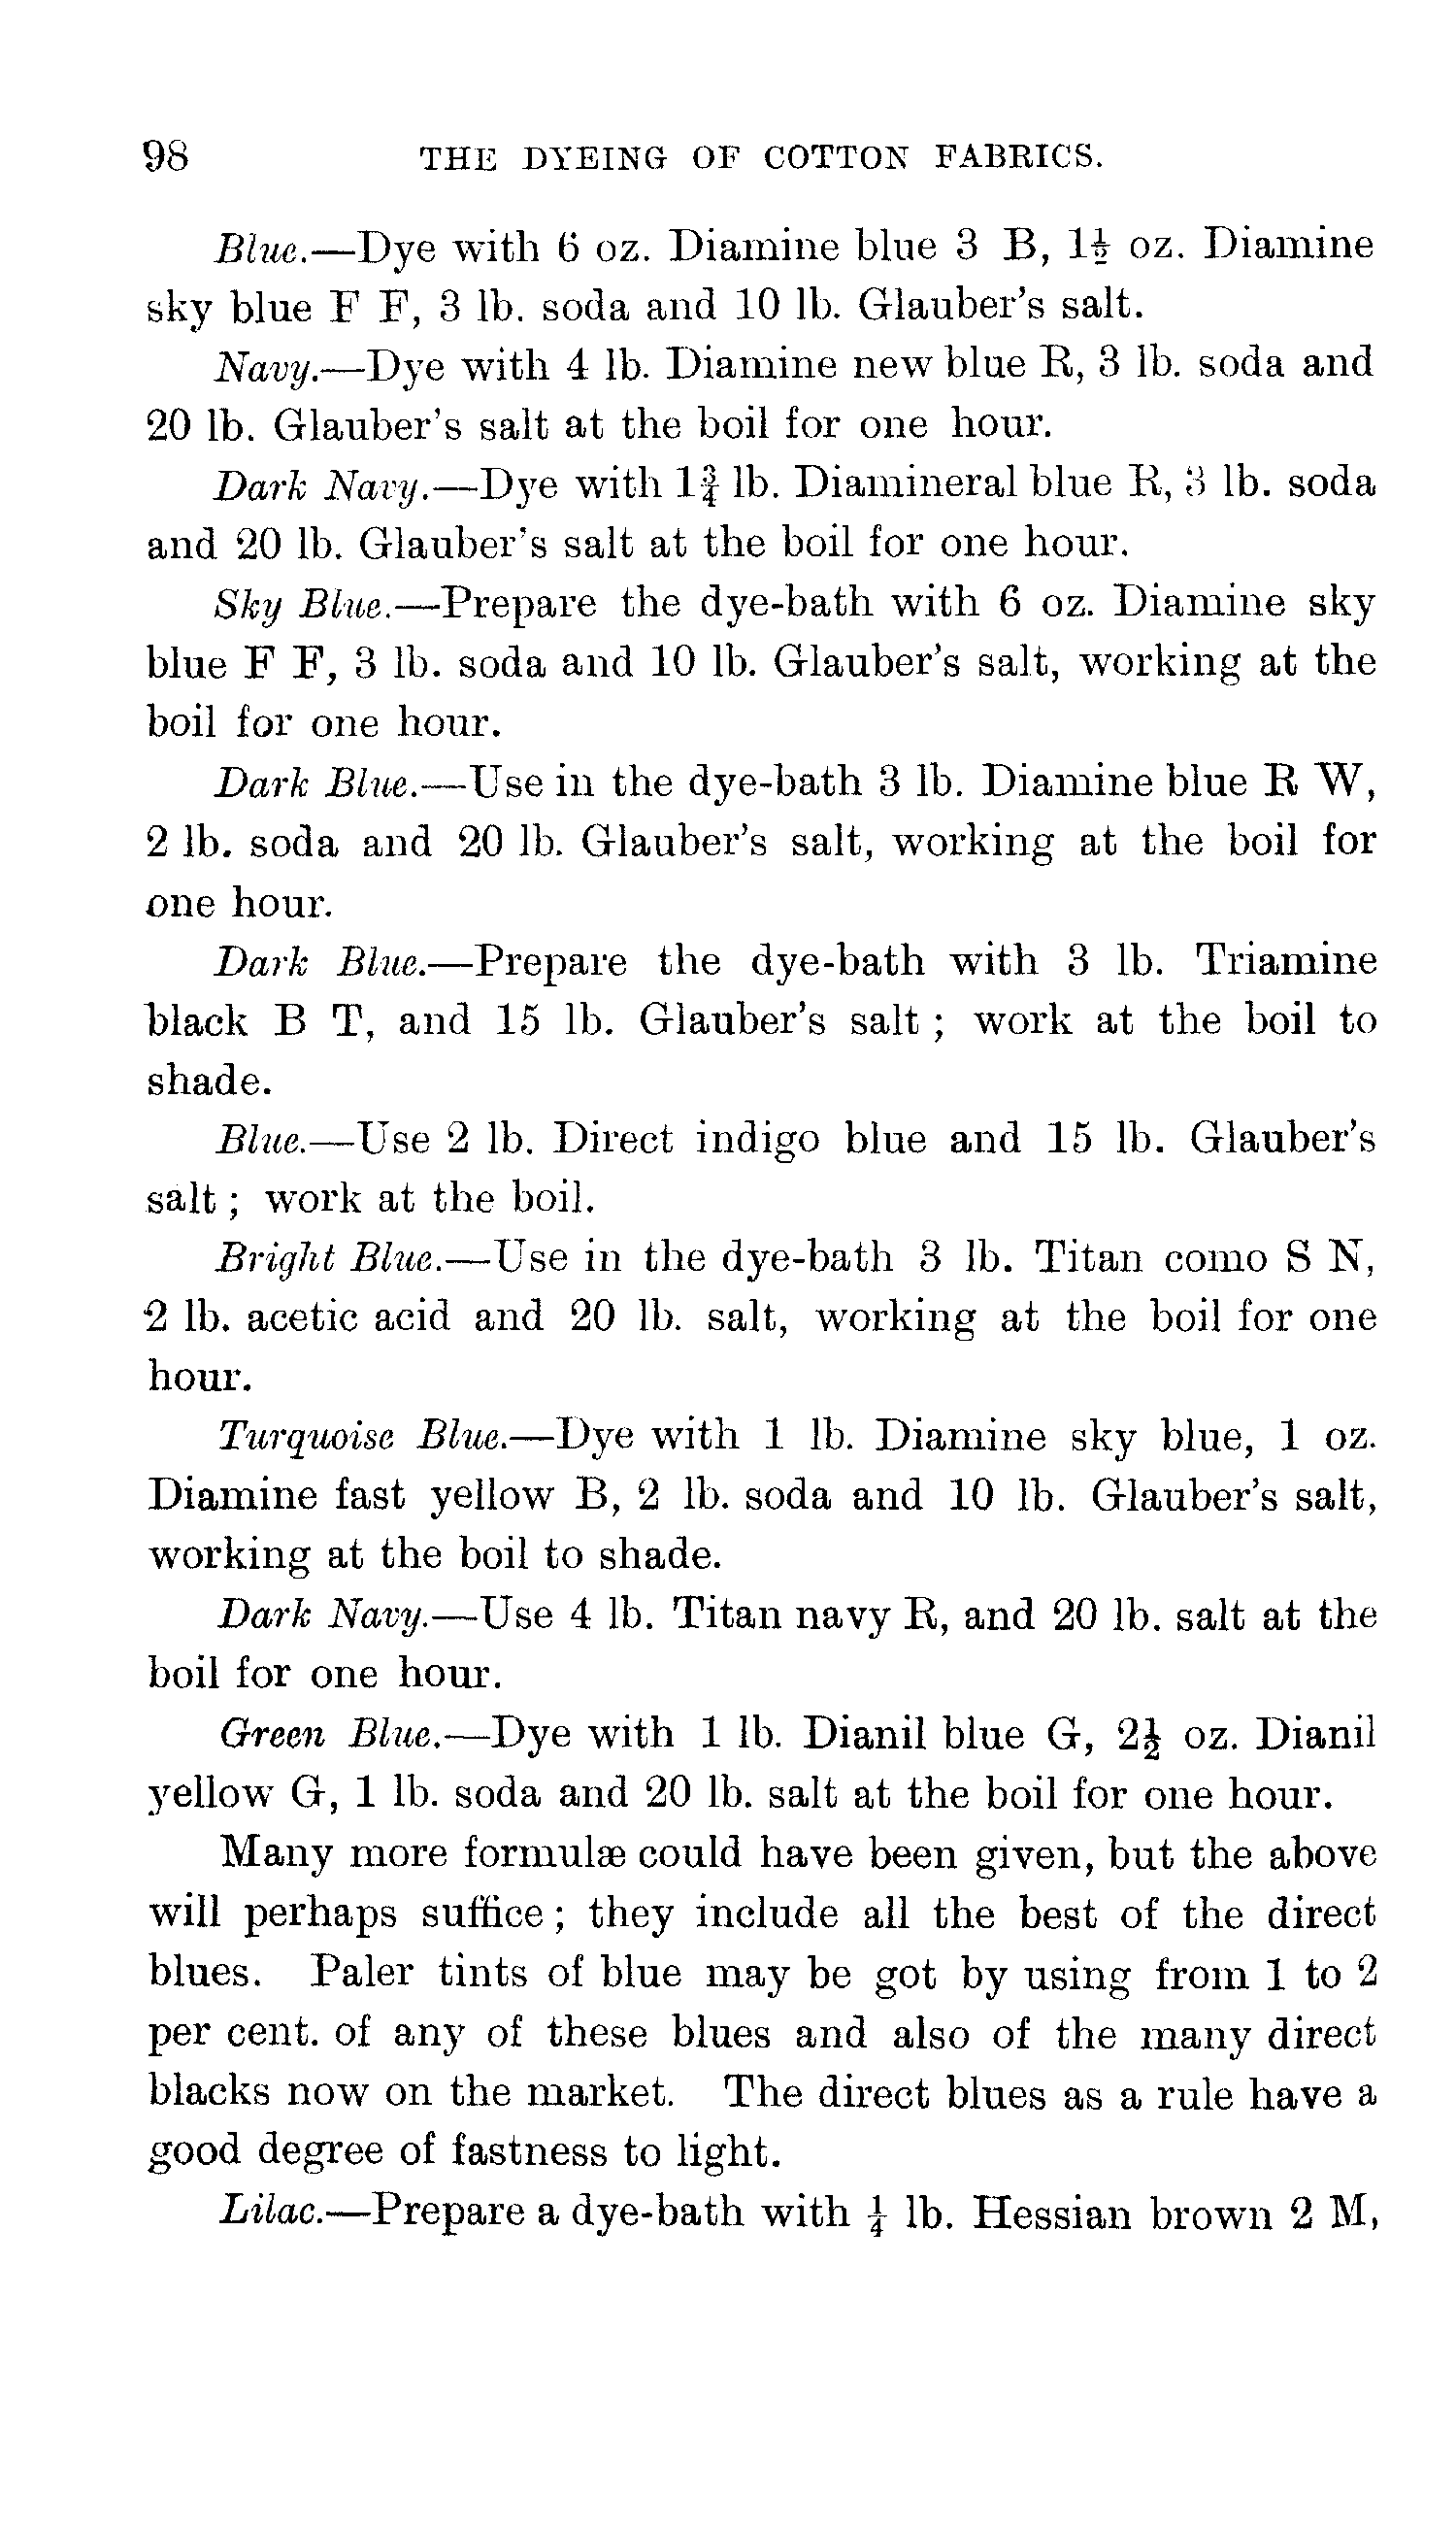 98 THE DYEING OF COTTON FABRICS.
Blue.—Dye with 6 oz. Diamine blue 3 B, 1½ oz. Diamine
sky blue F F, 3 lb. soda and 10 lb. Glauber's salt.
Navy.—Dye with 4 lb. Diamine new blue R, 3 lb. soda and
20 lb. Glauber's salt at the boil for one hour.
Dark Navy.—Dye with 1¾ lb. Diamineral blue R, 3 lb. soda
and 20 lb. Glauber's salt at the boil for one hour.
Sky Blue.—Prepare the dye-bath with 6 oz. Diamine sky
blue F F, 3 lb. soda and 10 lb. Glauber's salt, working at the
boil for one hour.
Dark Blue.—Use in the dye-bath 3 lb. Diamine blue R W,
2 lb. soda and 20 lb. Glauber's salt, working at the boil for
one hour.
Dark Blue.—Prepare the dye-bath with 3 lb. Triamine
black B T, and 15 lb. Glauber's salt; work at the boil to
shade.
Blue.—Use 2 lb. Direct indigo blue and 15 lb. Glauber's
salt; work at the boil.
Bright Blue.—Use in the dye-bath 3 lb. Titan como S N,
2 lb. acetic acid and 20 lb. salt, working at the boil for one
hour.
Turquoise Blue.—Dye with 1 lb. Diamine sky blue, 1 oz.
Diamine fast yellow B, 2 lb. soda and 10 lb. Glauber's salt,
working at the boil to shade.
Dark Navy.—Use 4 lb. Titan navy R, and 20 lb. salt at the
boil for one hour.
Green Blue.—Dye with 1 lb. Dianil blue G, 2½ oz. Dianil
yellow G, 1 lb. soda and 20 lb. salt at the boil for one hour.
Many more formulæ could have been given, but the above
will perhaps suffice; they include all the best of the direct
blues. Paler tints of blue may be got by using from 1 to 2
per cent. of any of these blues and also of the many direct
blacks now on the market. The direct blues as a rule have a
good degree of fastness to light.
Lilac.—Prepare a dye-bath with ¼ lb. Hessian brown 2 M,